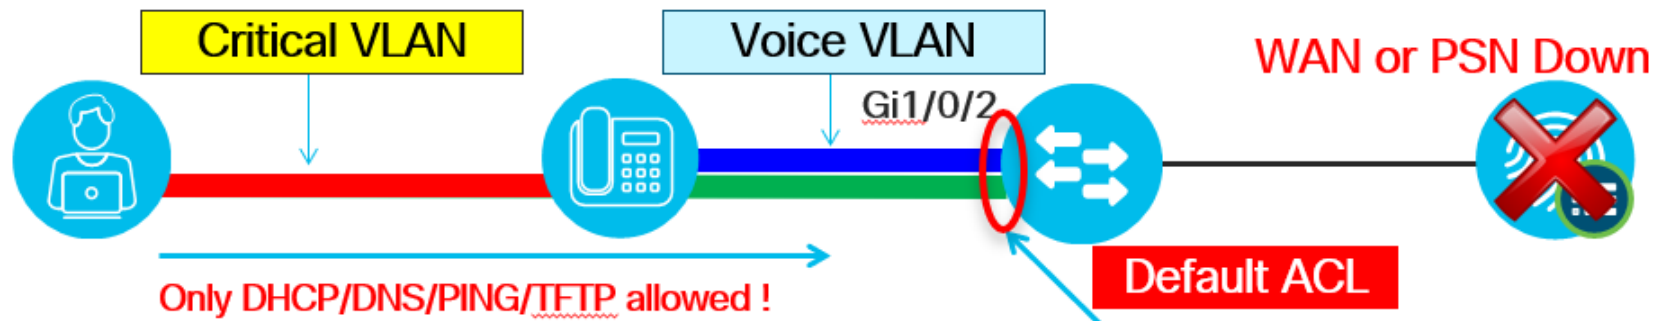 Critical VLAN
Voice VLAN
WAN or PSN Down
Gi1/0/2
Default ACL
Only DHCP/DNS/PING/TFTP allowed !